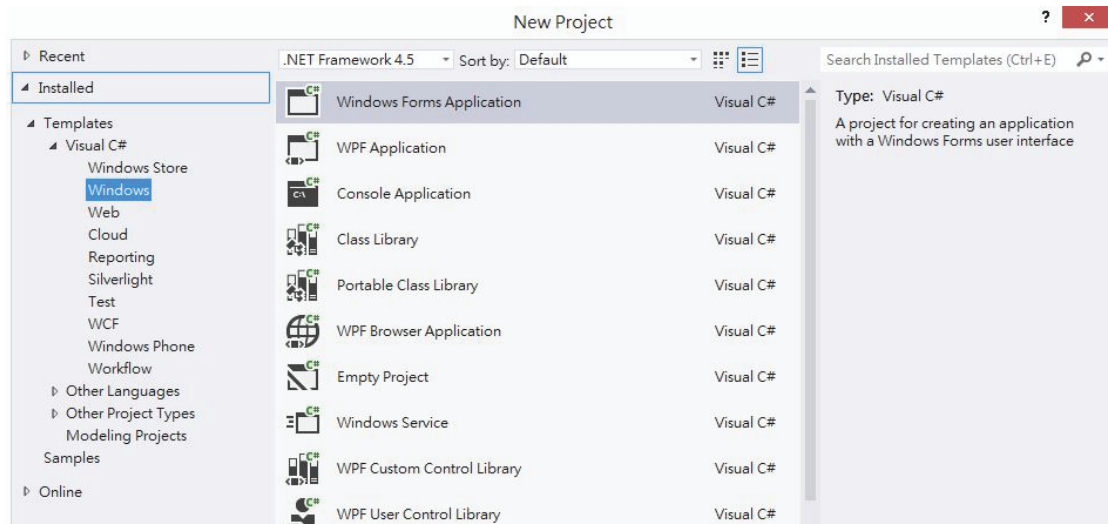 New Project
?
Recent
Installed
Templates
Visual C#
Windows Store
Windows
Web
Cloud
Reporting
Silverlight
Test
WCF
Windows Phone
Workflow
Other Languages
Other Project Types
Modeling Projects
Samples
Online
.NET Framework 4.5 Sort by: Default
Windows Forms Application Visual C#
WPF Application Visual C#
Console Application Visual C#
Class Library Visual C#
Portable Class Library Visual C#
WPF Browser Application Visual C#
Empty Project Visual C#
Windows Service Visual C#
WPF Custom Control Library Visual C#
WPF User Control Library Visual C#
Search Installed Templates (Ctrl+E)
Type: Visual C#
A project for creating an application
with a Windows Forms user interface